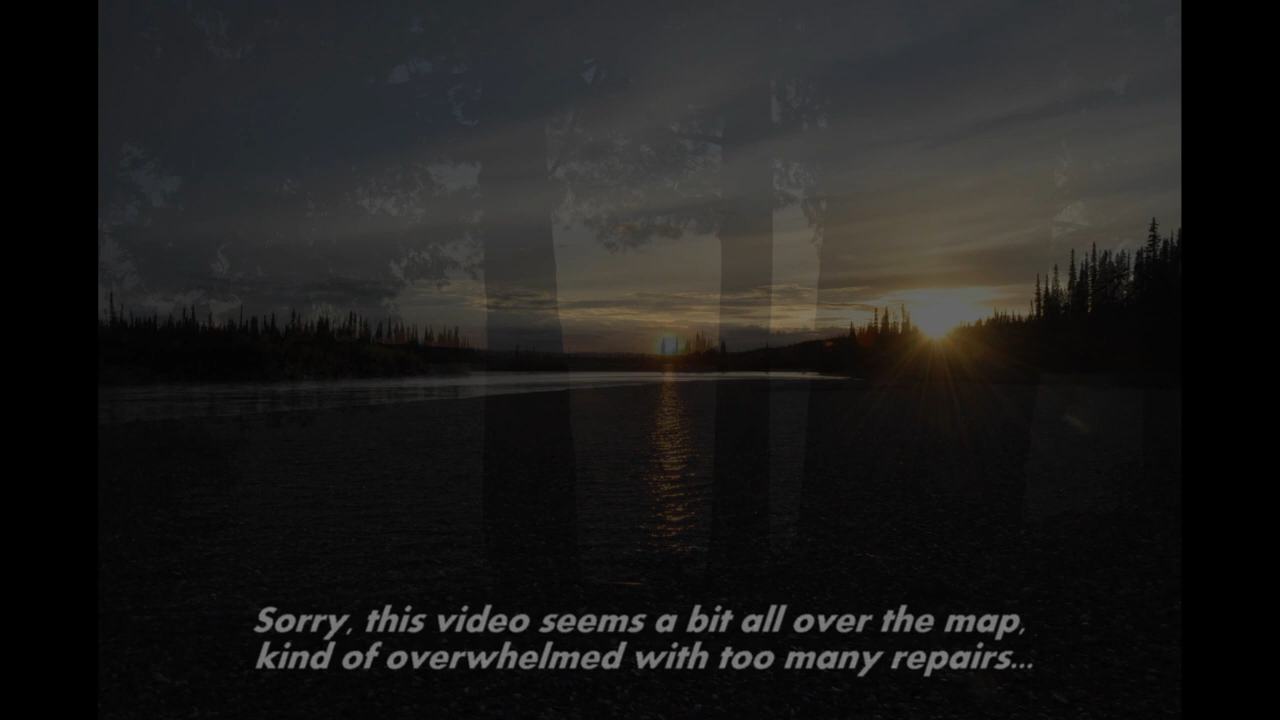 Sorry, this video seems a bit all over the map,
kind of overwhelmed with too many repairs...